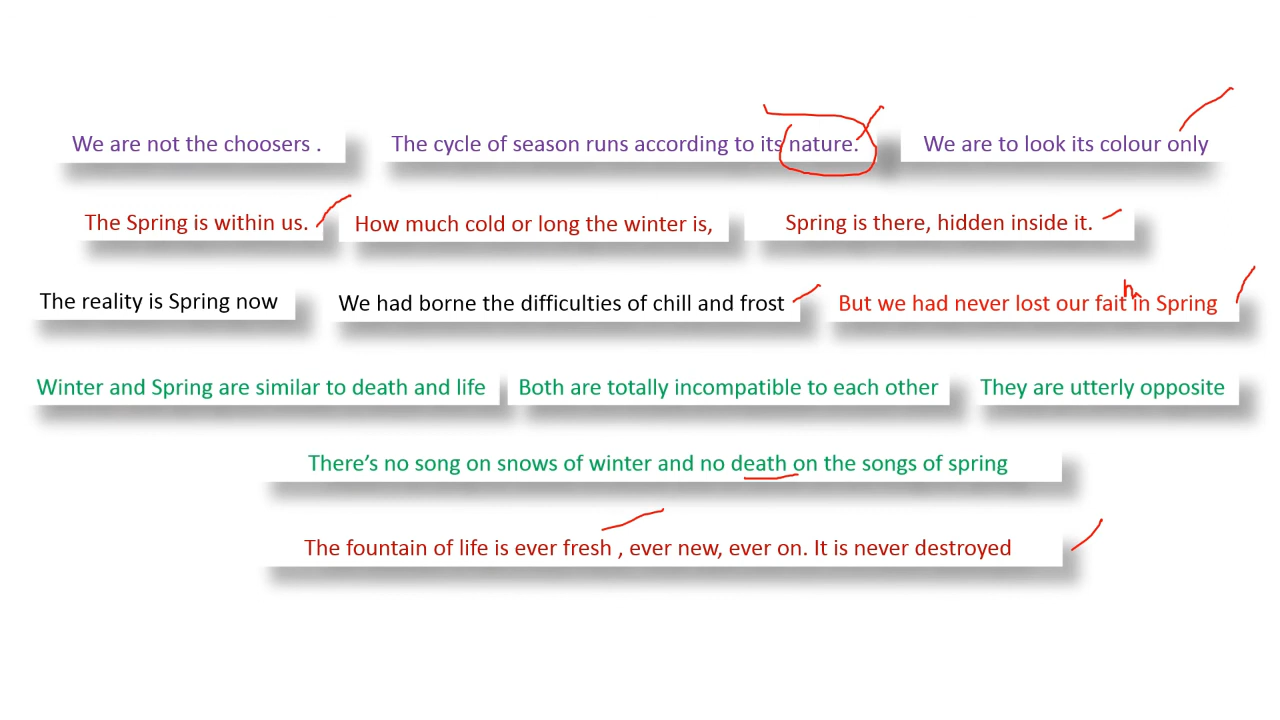 We are not the choosers . The cycle of season runs according to its nature. We are to look its colour only
The Spring is within us. How much cold or long the winter is, Spring is there, hidden inside it.
The reality is Spring now We had borne the difficulties of chill and frost But we had never lost our faith in Spring
Winter and Spring are similar to death and life Both are totally incompatible to each other They are utterly opposite
There’s no song on snows of winter and no death on the songs of spring
The fountain of life is ever fresh , ever new, ever on. It is never destroyed